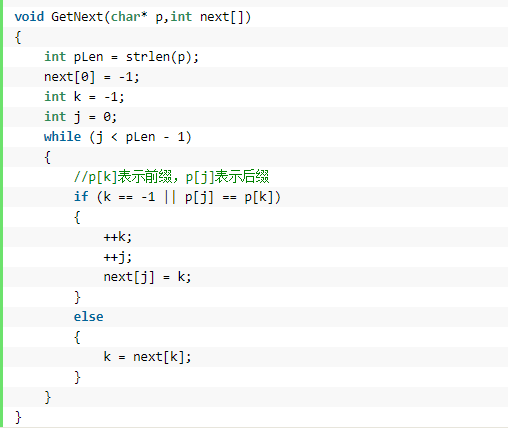 void GetNext(char* p,int next[])
{
    int pLen = strlen(p);
    next[0] = -1;
    int k = -1;
    int j = 0;
    while (j < pLen - 1)
    {
        //p[k]表示前缀，p[j]表示后缀
        if (k == -1 || p[j] == p[k])
        {
            ++k;
            ++j;
            next[j] = k;
        }
        else
        {
            k = next[k];
        }
    }
}